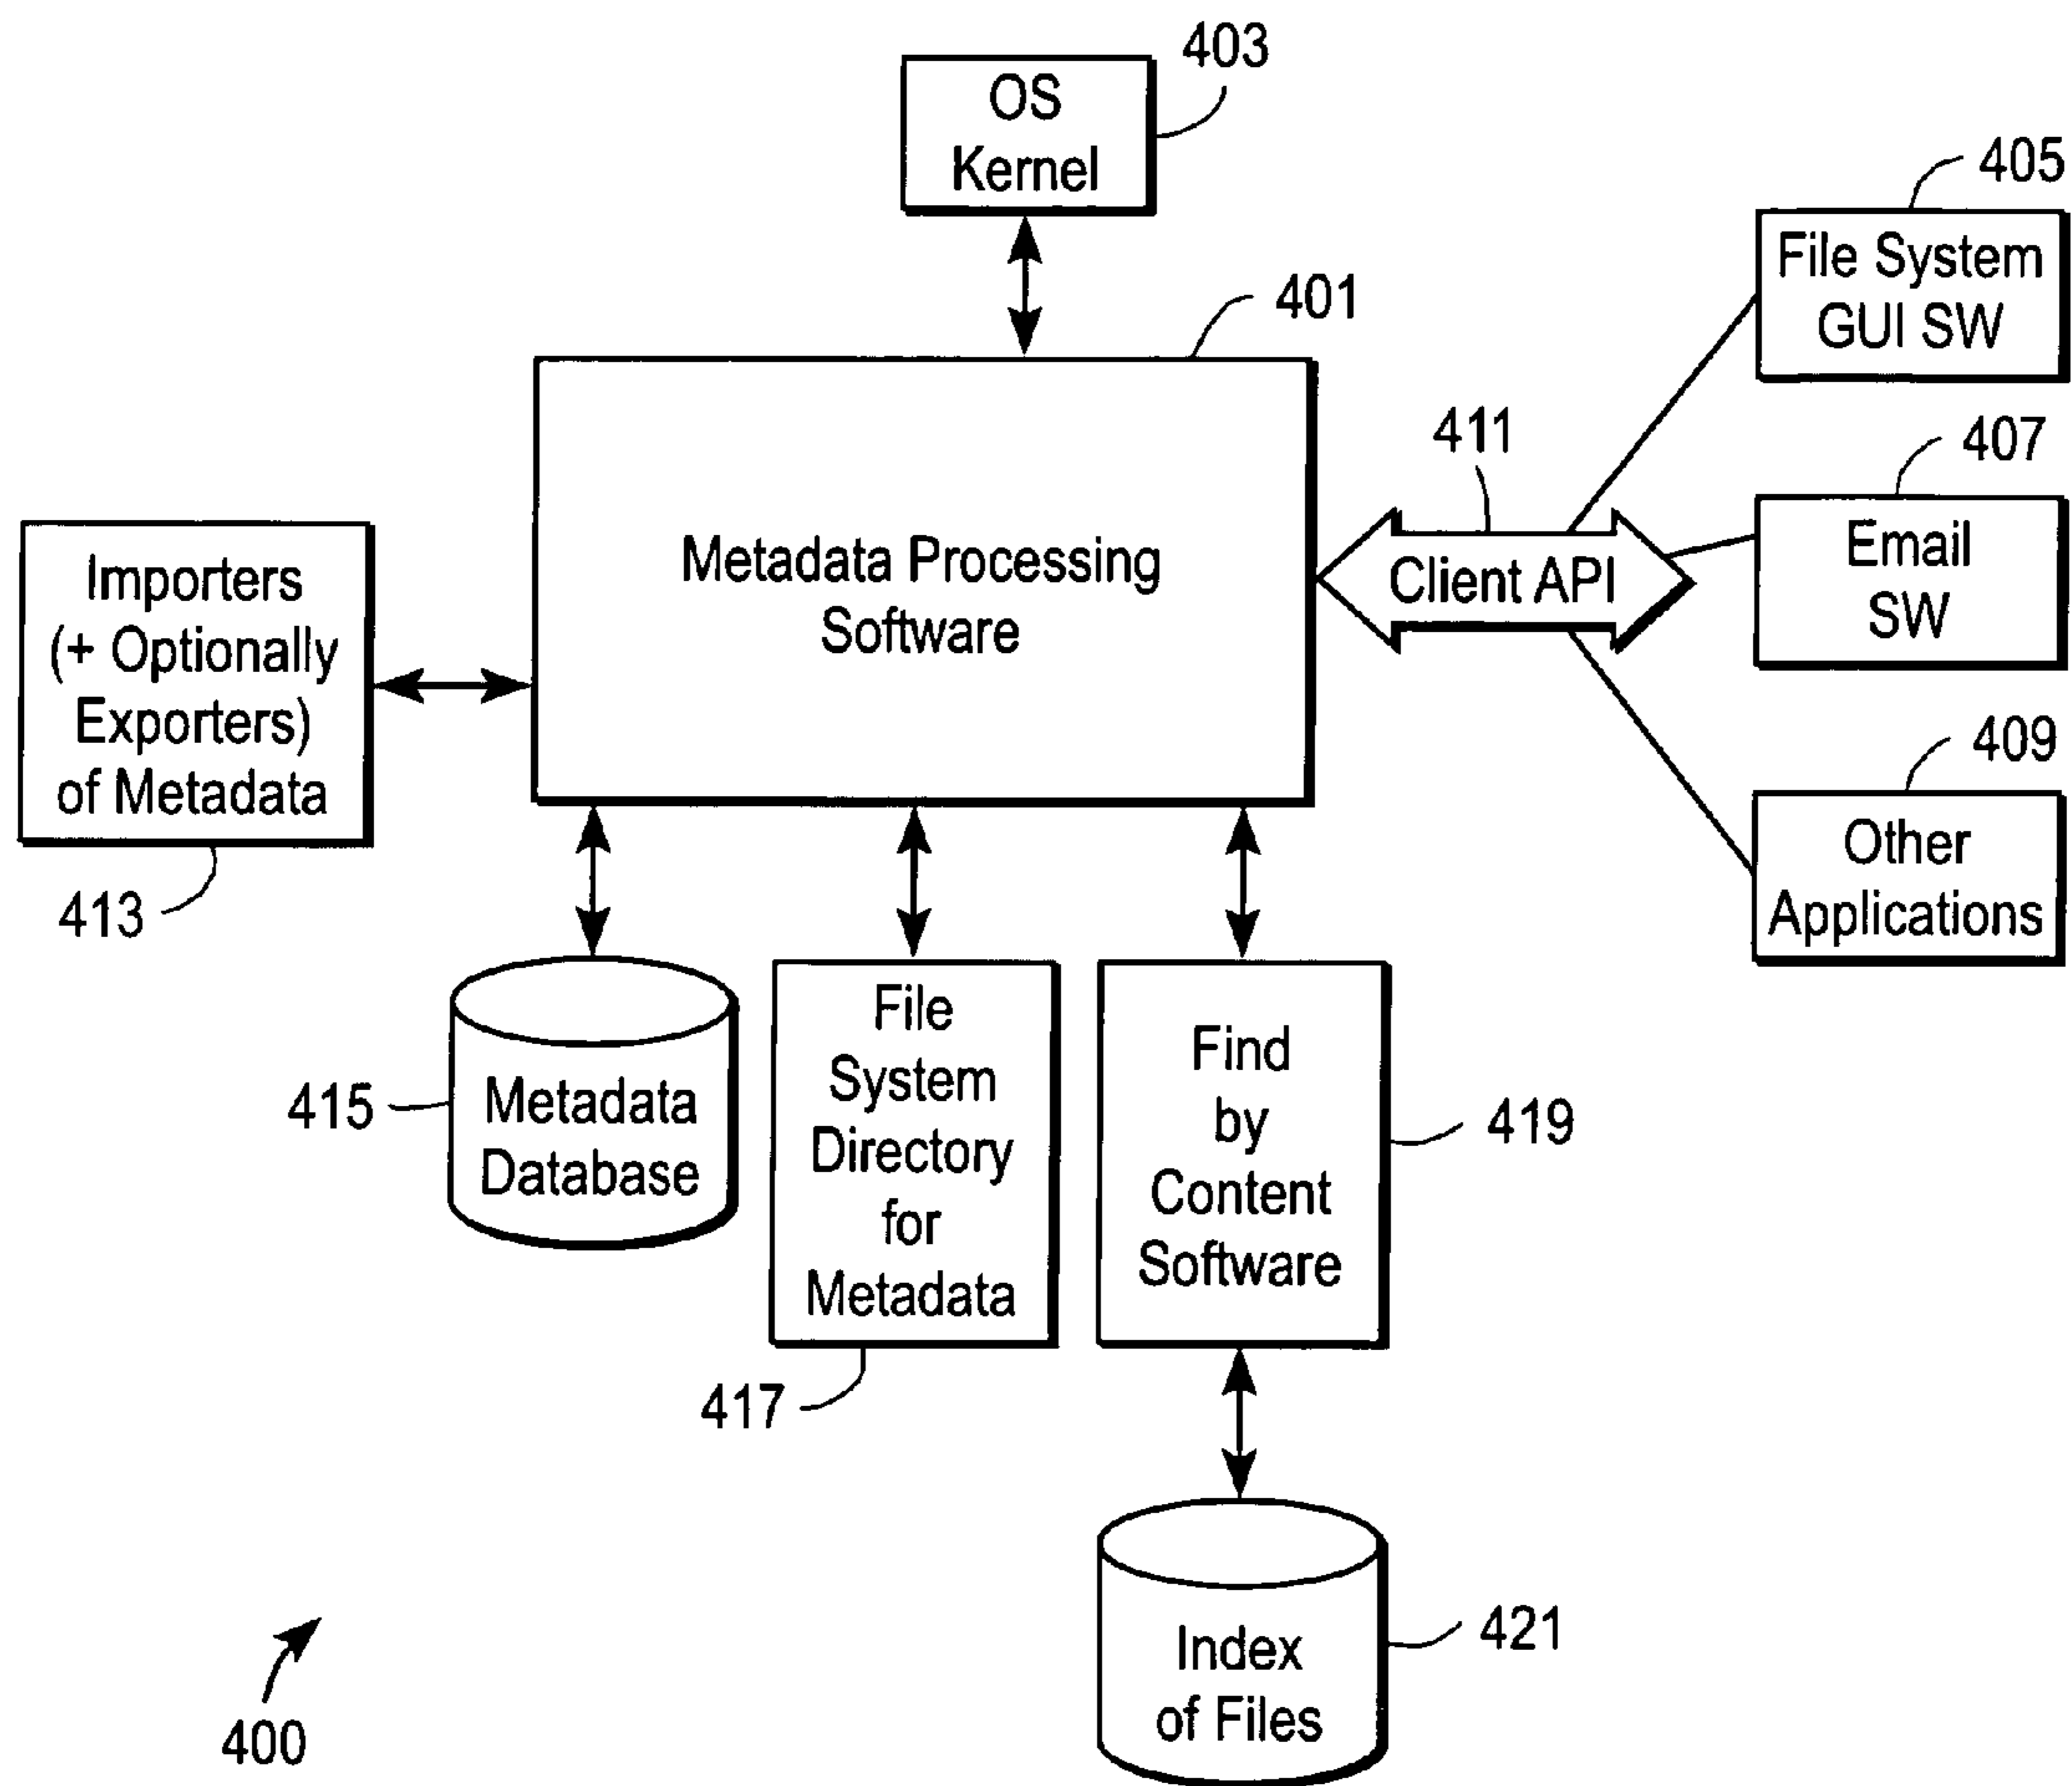 403
OS
Kernel
405
File System
GUI SW
401
411
407
Client API
Email
SW
Metadata Processing
Software
Importers
(+ Optionally
Exporters)
of Metadata
413
409
Other
Applications
415
Metadata
Database
File
System
Directory
for
Metadata
417
Find
by
Content
Software
419
Index
of Files
421
400